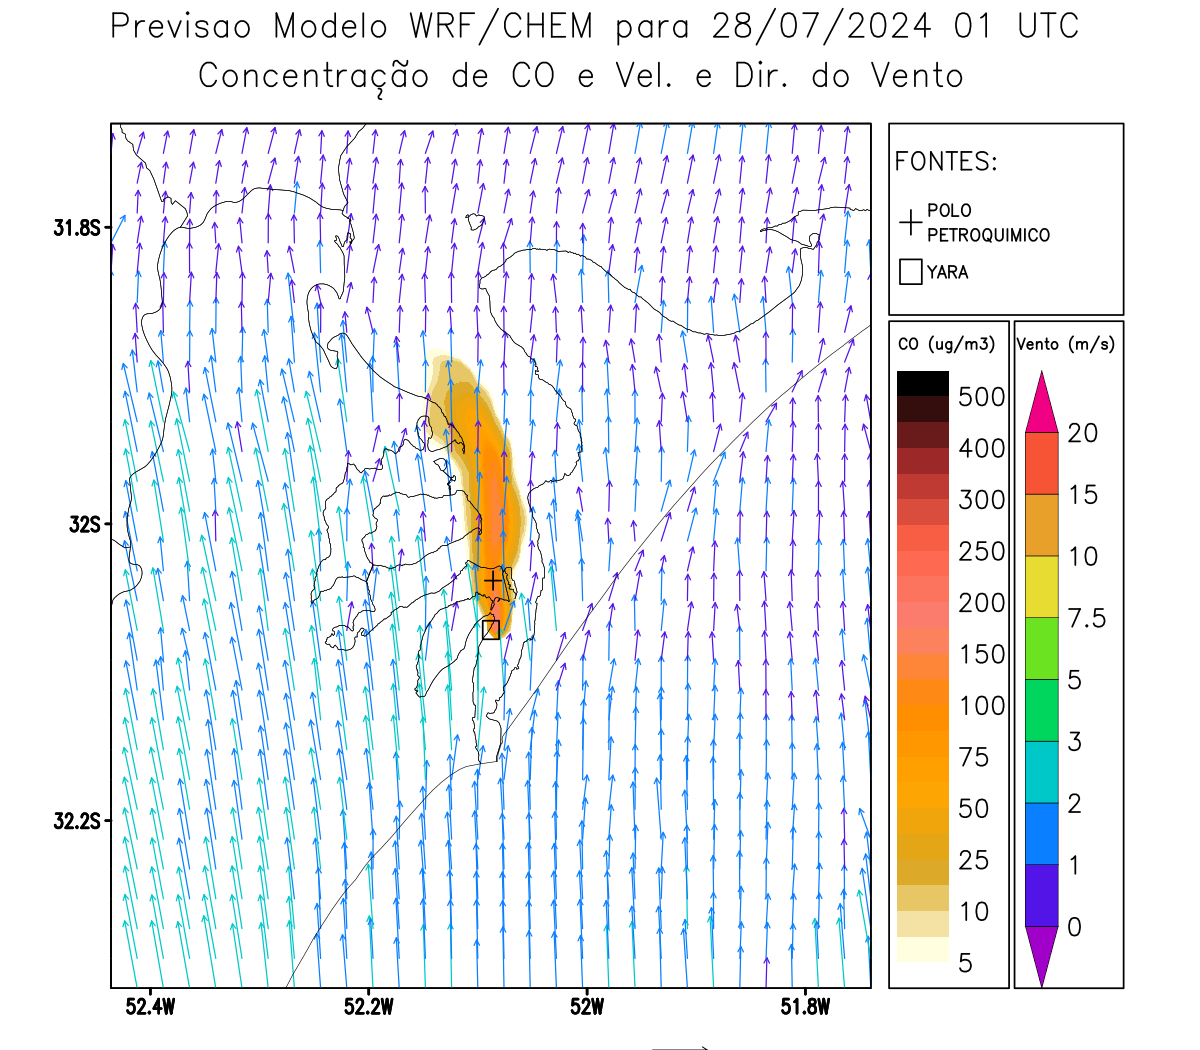 Previsao Modelo WRF/CHEM para 28/07/2024 01 UTC
Concentração de CO e Vel. e Dir. do Vento
FONTES:
POLO
PETROQUIMICO
YARA
31.8S
32S
32.2S
52.4W
52.2W
52W
51.8W
CO (ug/m3)
500
400
300
250
200
150
100
75
50
25
10
5
Vento (m/s)
20
15
10
7.5
5
3
2
1
0